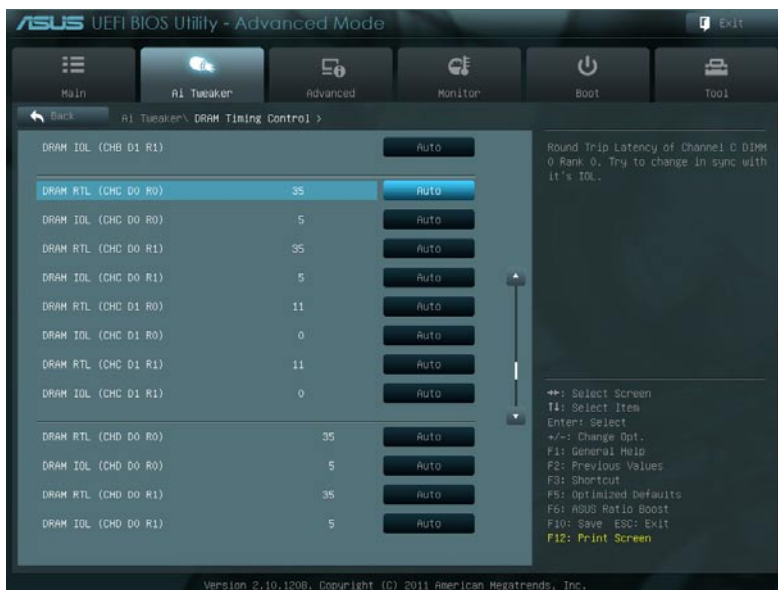 ASUS UEFI BIOS Utility - Advanced Mode
Exit
Main
Ai Tweaker
Advanced
Monitor
Boot
Tool
Back
Ai Tweaker\ DRAM Timing Control >
DRAM IOL (CHB D1 R1) Auto
DRAM RTL (CHC D0 R0) 35 Auto
DRAM IOL (CHC D0 R0) 5 Auto
DRAM RTL (CHC D0 R1) 35 Auto
DRAM IOL (CHC D0 R1) 5 Auto
DRAM RTL (CHC D1 R0) 11 Auto
DRAM IOL (CHC D1 R0) 0 Auto
DRAM RTL (CHC D1 R1) 11 Auto
DRAM IOL (CHC D1 R1) 0 Auto
DRAM RTL (CHD D0 R0) 35 Auto
DRAM IOL (CHD D0 R0) 5 Auto
DRAM RTL (CHD D0 R1) 35 Auto
DRAM IOL (CHD D0 R1) 5 Auto
Round Trip Latency of Channel C DIMM
0 Rank 0. Try to change in sync with
it's IOL.
→←: Select Screen
↑↓: Select Item
Enter: Select
+/-: Change Opt.
F1: General Help
F2: Previous Values
F3: Shortcut
F5: Optimized Defaults
F6: ASUS Ratio Boost
F10: Save ESC: Exit
F12: Print Screen
Version 2.10.1208. Copyright (C) 2011 American Megatrends, Inc.